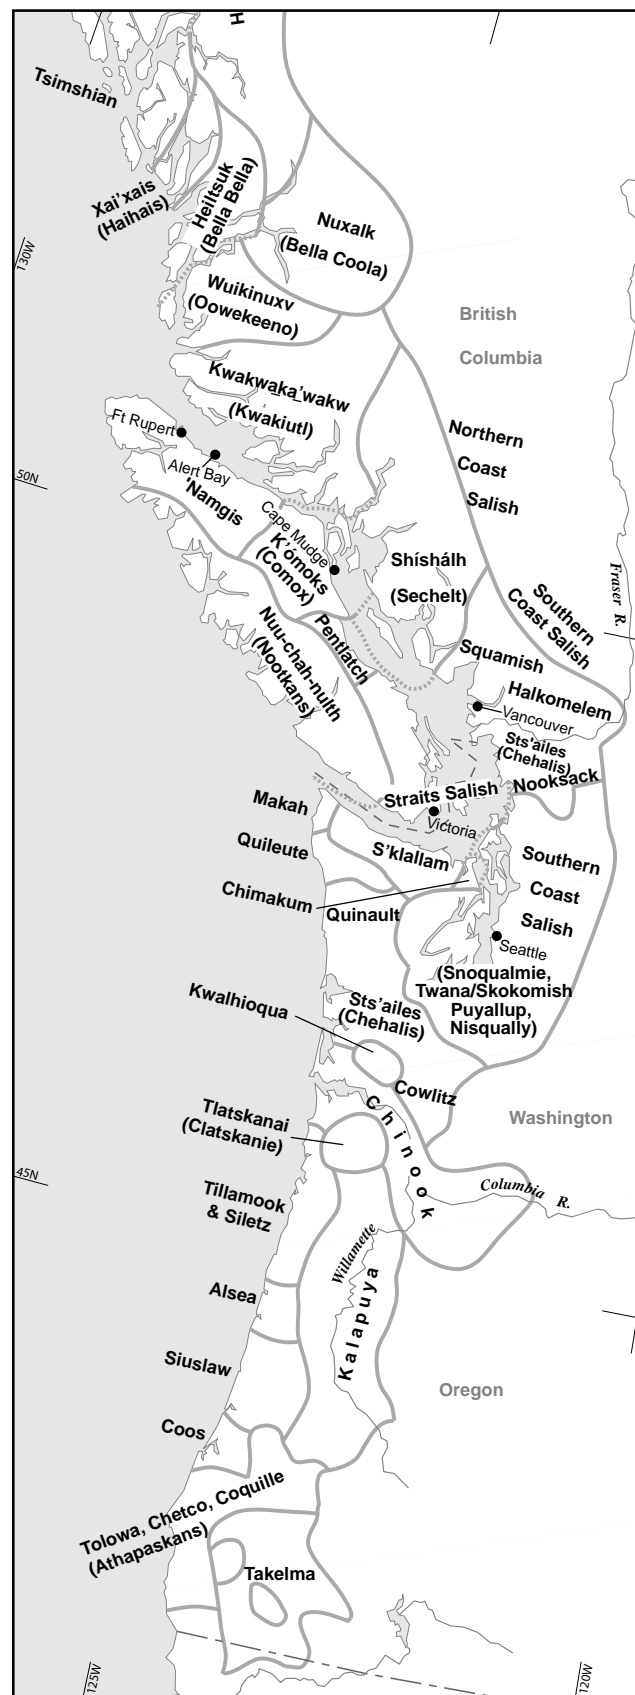 H
Tsimshian
Xai'xais
(Haihais)
Heiltsuk
(Bella Bella)
Nuxalk
(Bella Coola)
130W
Wuikinuxv
(Oowekeeno)
British
Columbia
Kwakwaka'wakw
(Kwakiutl)
Ft Rupert
Alert Bay
Northern
Coast
Salish
50N
'Namgis
Cape Mudge
K'ómoks
(Comox)
Shíshálh
(Sechelt)
Fraser R.
Southern
Coast Salish
Pentlatch
Nuu-chah-nulth
(Nootkans)
Squamish
Halkomelem
Vancouver
Sts'ailes
(Chehalis)
Nooksack
Straits Salish
Makah
Victoria
Quileute
S'klallam
Southern
Coast
Salish
Chimakum
Quinault
Seattle
(Snoqualmie,
Twana/Skokomish
Puyallup,
Nisqually)
Kwalhioqua
Sts'ailes
(Chehalis)
Cowlitz
Tlatskanai
(Clatskanie)
Chinook
Washington
45N
Tillamook
& Siletz
Columbia R.
Willamette
Kalapuya
Alsea
Siuslaw
Oregon
Coos
Tolowa, Chetco, Coquille
(Athapaskans)
Takelma
125W
120W